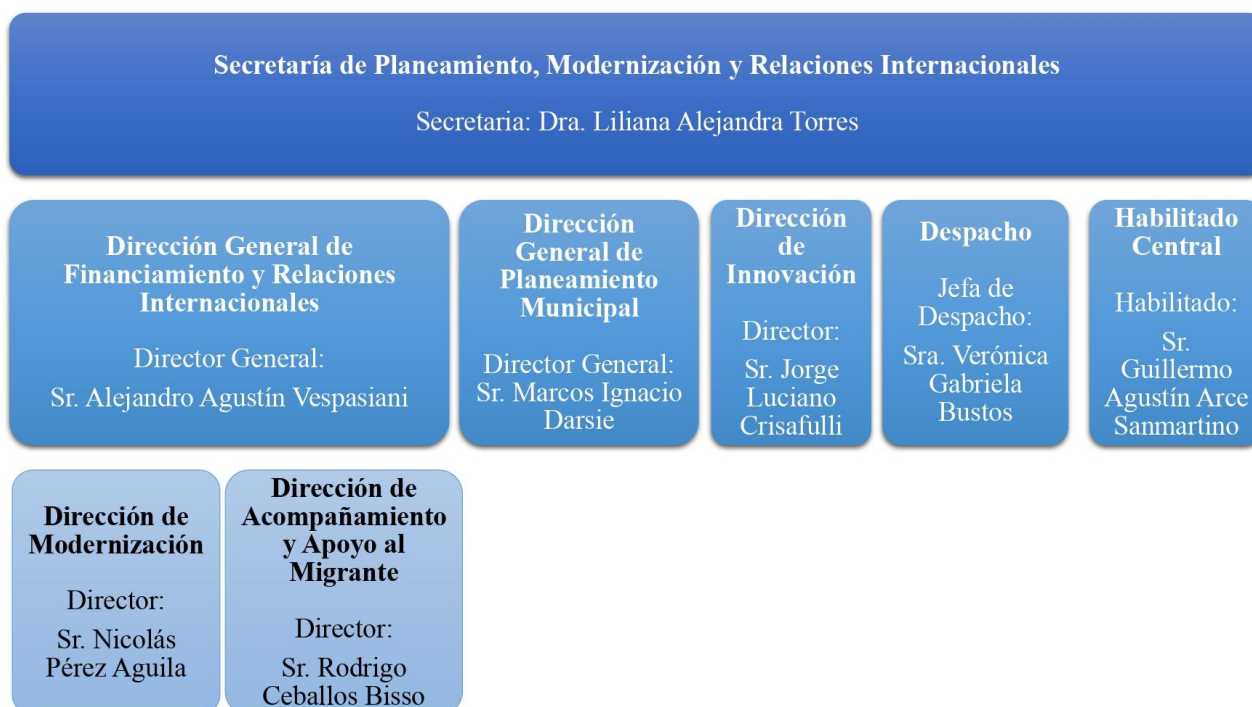 Secretaría de Planeamiento, Modernización y Relaciones Internacionales
Secretaria: Dra. Liliana Alejandra Torres
Dirección General de
Financiamiento y Relaciones
Internacionales
Director General:
Sr. Alejandro Agustín Vespasiani
Dirección
General de
Planeamiento
Municipal
Director General:
Sr. Marcos Ignacio
Darsie
Dirección
de
Innovación
Director:
Sr. Jorge
Luciano
Crisafulli
Despacho
Jefa de
Despacho:
Sra. Verónica
Gabriela
Bustos
Habilitado
Central
Habilitado:
Sr.
Guillermo
Agustín Arce
Sanmartino
Dirección de
Modernización
Director:
Sr. Nicolás
Pérez Aguila
Dirección de
Acompañamiento
y Apoyo al
Migrante
Director:
Sr. Rodrigo
Ceballos Bisso